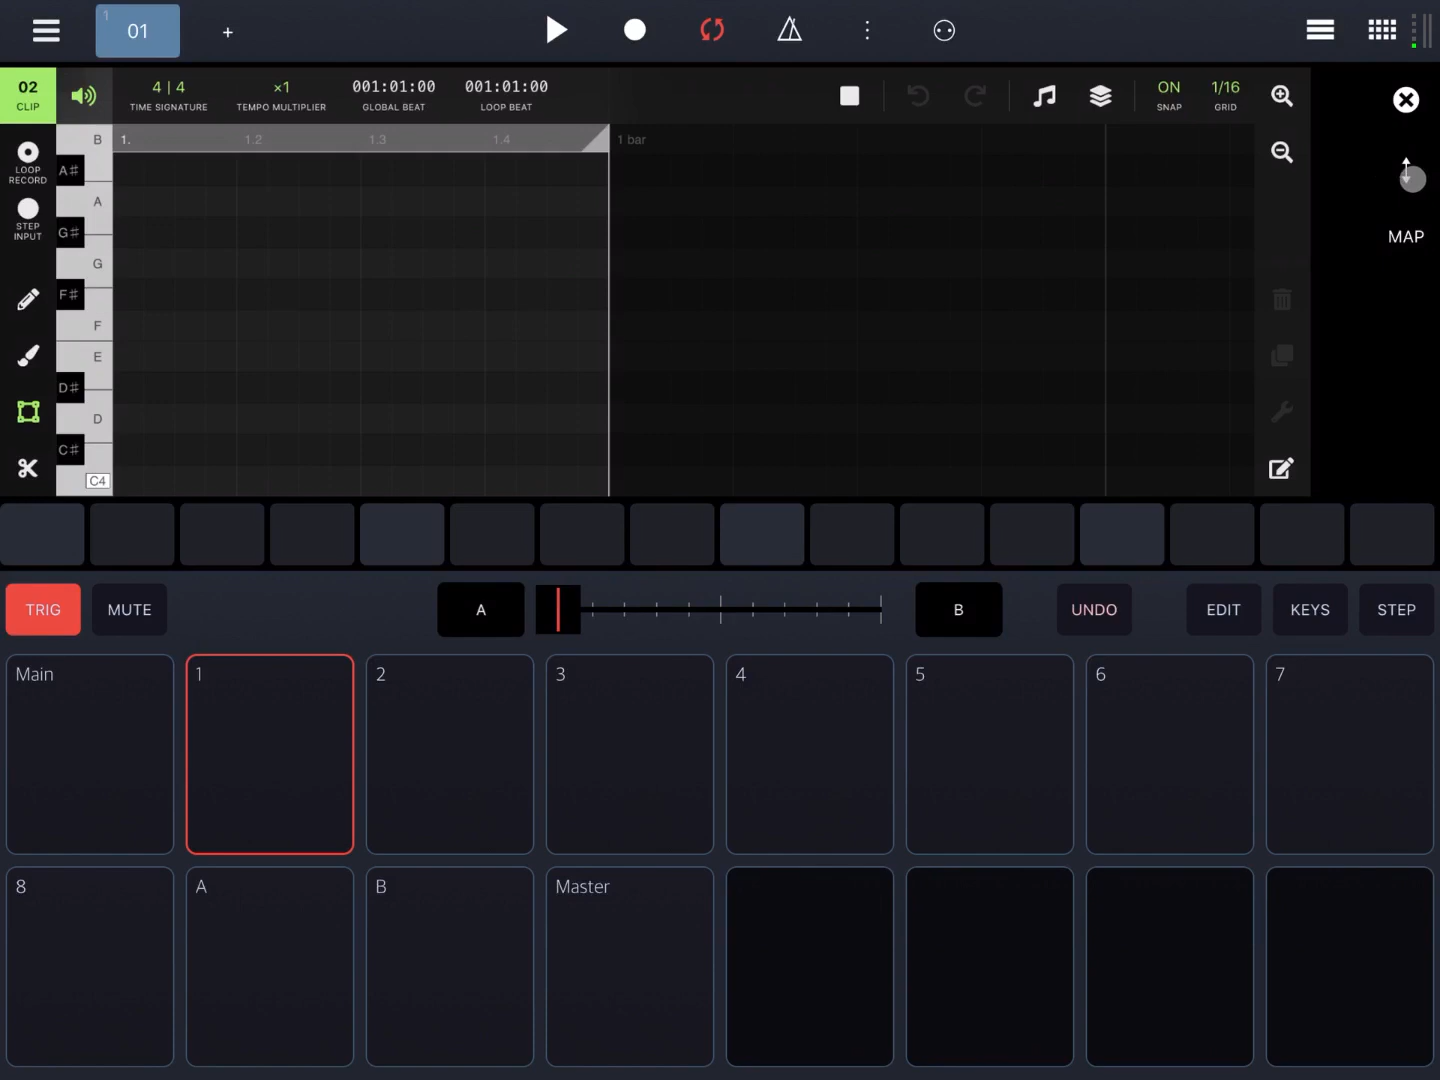 1
01
+
02
CLIP
4 | 4
TIME SIGNATURE
×1
TEMPO MULTIPLIER
001:01:00
GLOBAL BEAT
001:01:00
LOOP BEAT
ON
SNAP
1/16
GRID
LOOP
RECORD
STEP
INPUT
B
A♯
A
G♯
G
F♯
F
E
D♯
D
C♯
C4
1.
1.2
1.3
1.4
1 bar
MAP
TRIG
MUTE
A
B
UNDO
EDIT
KEYS
STEP
Main
1
2
3
4
5
6
7
8
A
B
Master